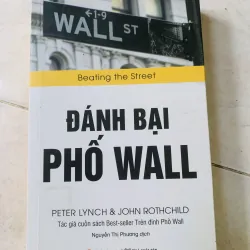 ←1-9
WALL ST
Beating the Street
ĐÁNH BẠI
PHỐ WALL
PETER LYNCH & JOHN ROTHCHILD
Tác giả cuốn sách Best-seller Trên đỉnh Phố Wall
Nguyễn Thị Phương dịch